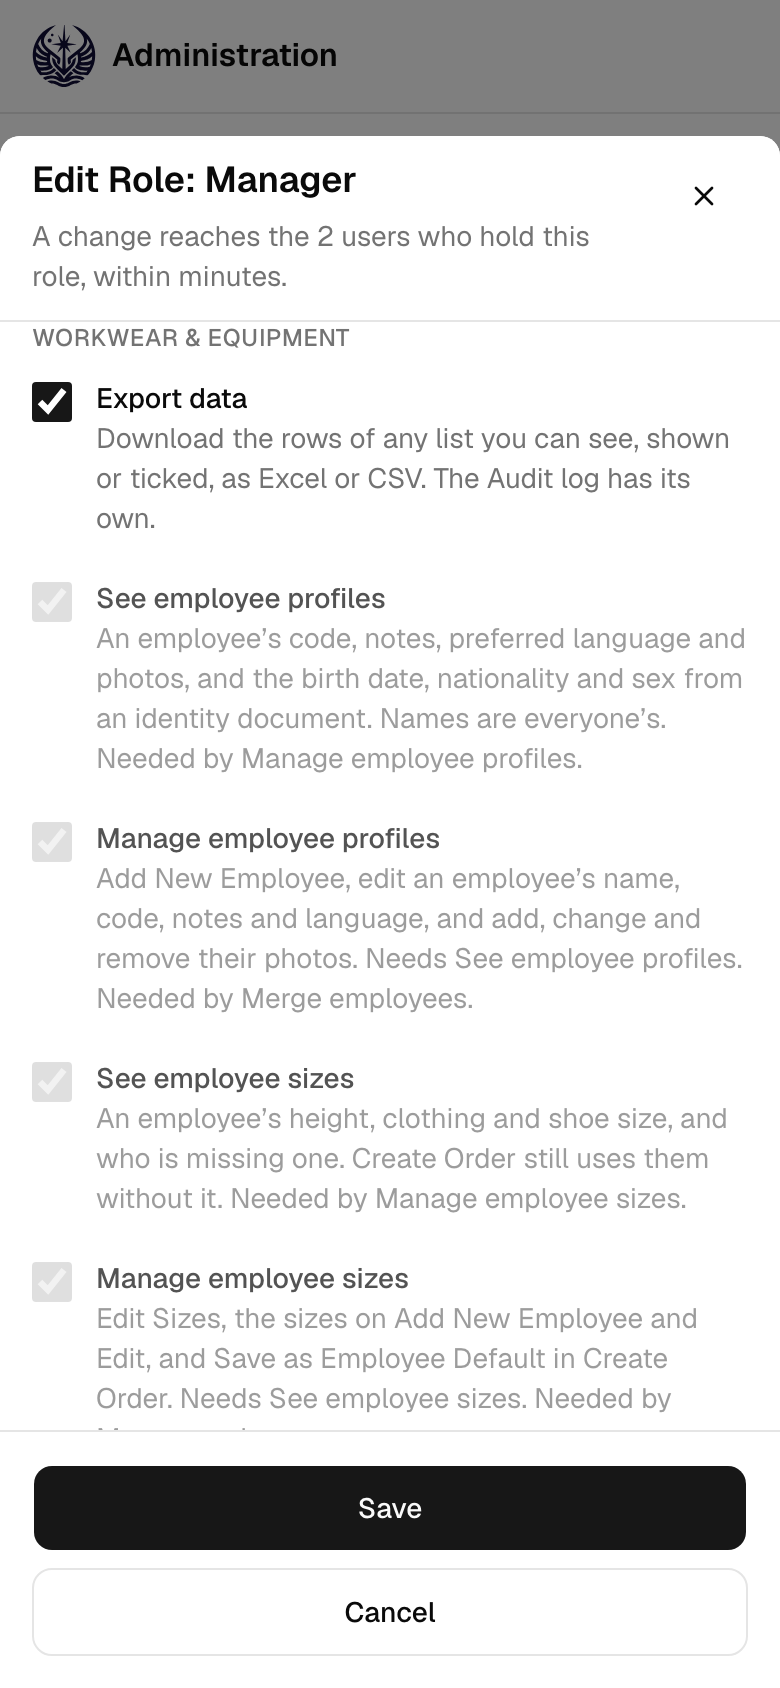 Administration
Edit Role: Manager
A change reaches the 2 users who hold this
role, within minutes.
WORKWEAR & EQUIPMENT
Export data
Download the rows of any list you can see, shown
or ticked, as Excel or CSV. The Audit log has its
own.
See employee profiles
An employee’s code, notes, preferred language and
photos, and the birth date, nationality and sex from
an identity document. Names are everyone’s.
Needed by Manage employee profiles.
Manage employee profiles
Add New Employee, edit an employee’s name,
code, notes and language, and add, change and
remove their photos. Needs See employee profiles.
Needed by Merge employees.
See employee sizes
An employee’s height, clothing and shoe size, and
who is missing one. Create Order still uses them
without it. Needed by Manage employee sizes.
Manage employee sizes
Edit Sizes, the sizes on Add New Employee and
Edit, and Save as Employee Default in Create
Order. Needs See employee sizes. Needed by
Save
Cancel